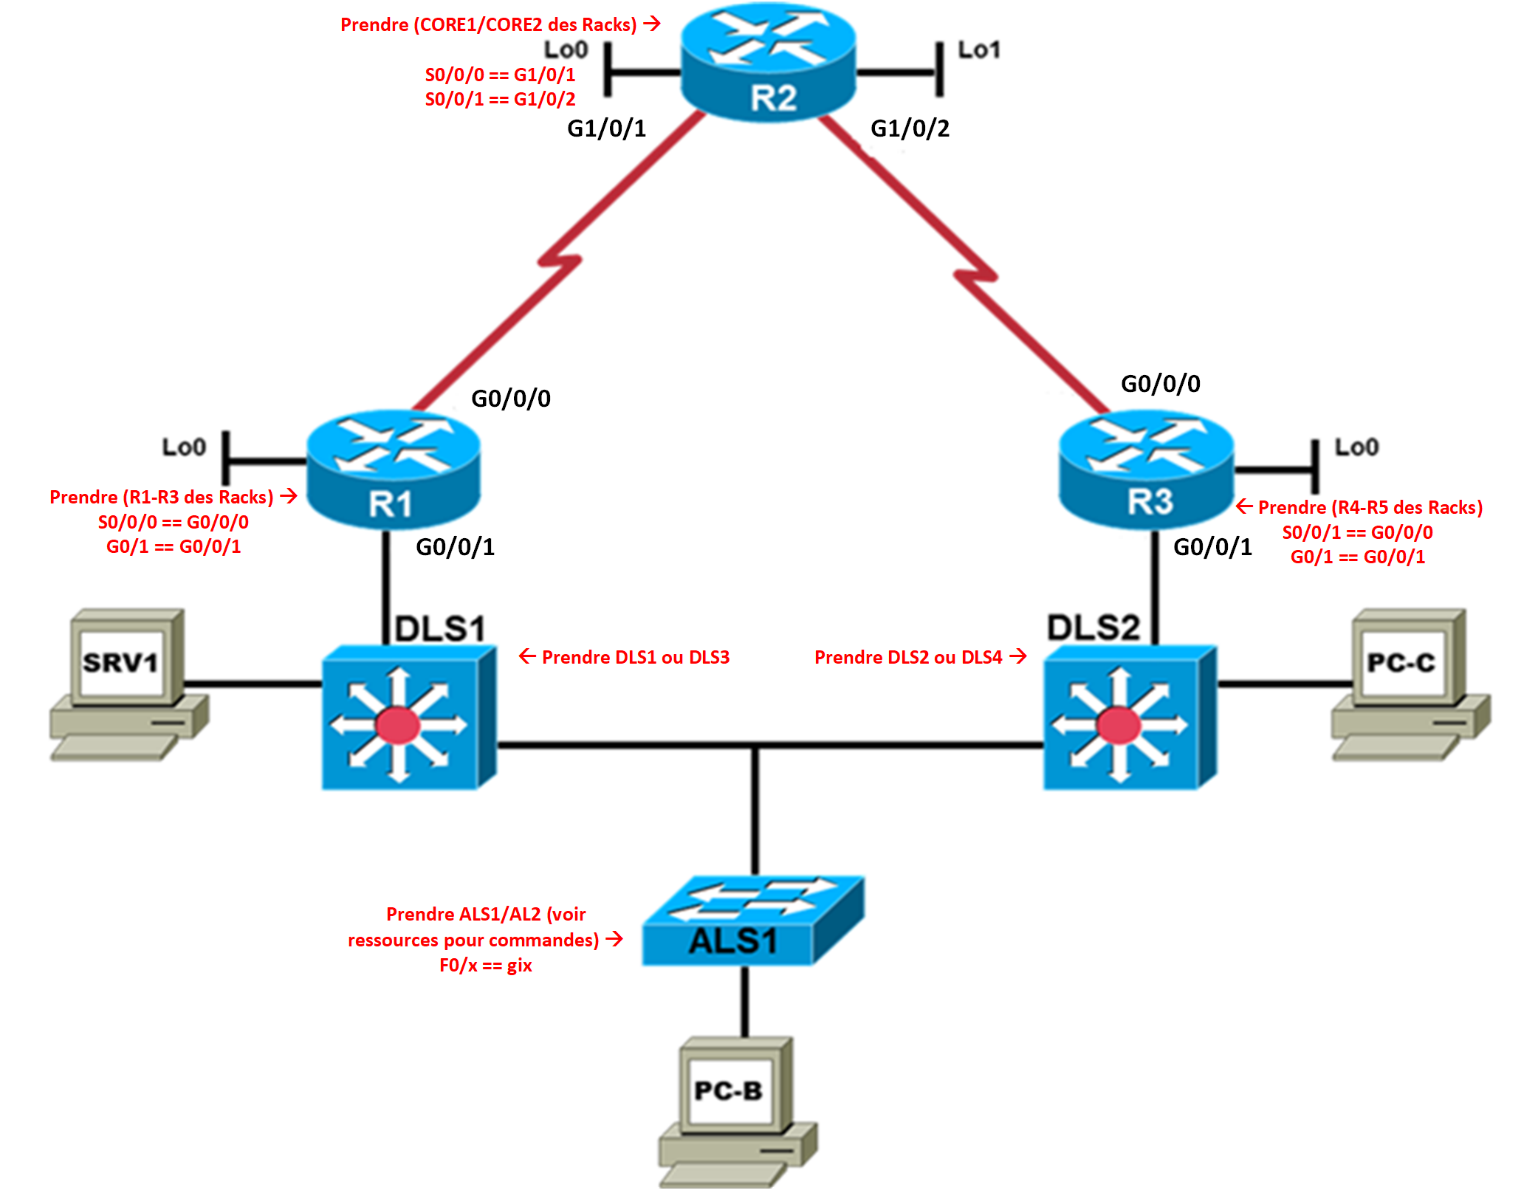 Prendre (CORE1/CORE2 des Racks) →
Lo0
Lo1
S0/0/0 == G1/0/1
S0/0/1 == G1/0/2
R2
G1/0/1
G1/0/2
G0/0/0
G0/0/0
Lo0
Lo0
R1
R3
Prendre (R1-R3 des Racks) →
S0/0/0 == G0/0/0
G0/1 == G0/0/1
← Prendre (R4-R5 des Racks)
S0/0/1 == G0/0/0
G0/1 == G0/0/1
G0/0/1
G0/0/1
DLS1
DLS2
SRV1
← Prendre DLS1 ou DLS3
Prendre DLS2 ou DLS4 →
PC-C
Prendre ALS1/AL2 (voir
ressources pour commandes) →
F0/x == gix
ALS1
PC-B